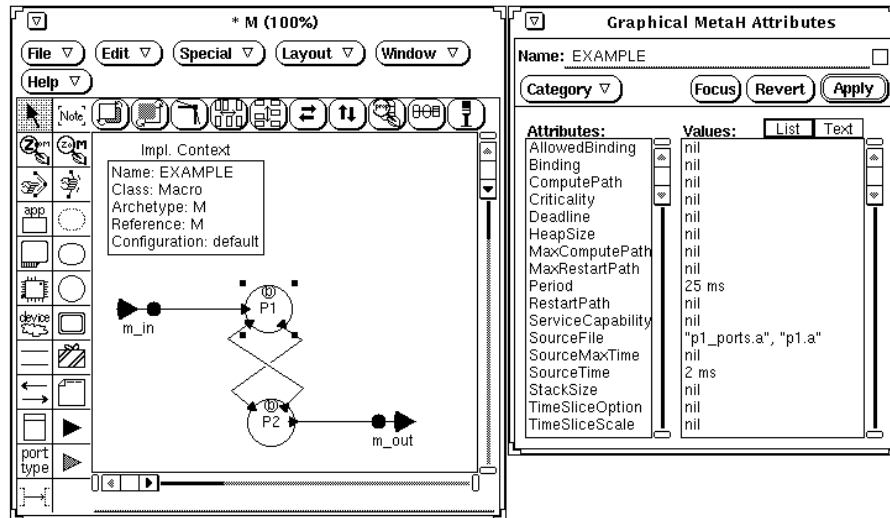 * M (100%)
File
Edit
Special
Layout
Window
Help
Note
Zoom
ZooM
app
device
port
type
Impl. Context
Name: EXAMPLE
Class: Macro
Archetype: M
Reference: M
Configuration: default
m_in
P1
P2
m_out
Graphical MetaH Attributes
Name: EXAMPLE
Category
Focus
Revert
Apply
Attributes:
Values:
List
Text
AllowedBinding nil
Binding nil
ComputePath nil
Criticality nil
Deadline nil
HeapSize nil
MaxComputePath nil
MaxRestartPath nil
Period 25 ms
RestartPath nil
ServiceCapability nil
SourceFile "p1_ports.a", "p1.a"
SourceMaxTime nil
SourceTime 2 ms
StackSize nil
TimeSliceOption nil
TimeSliceScale nil